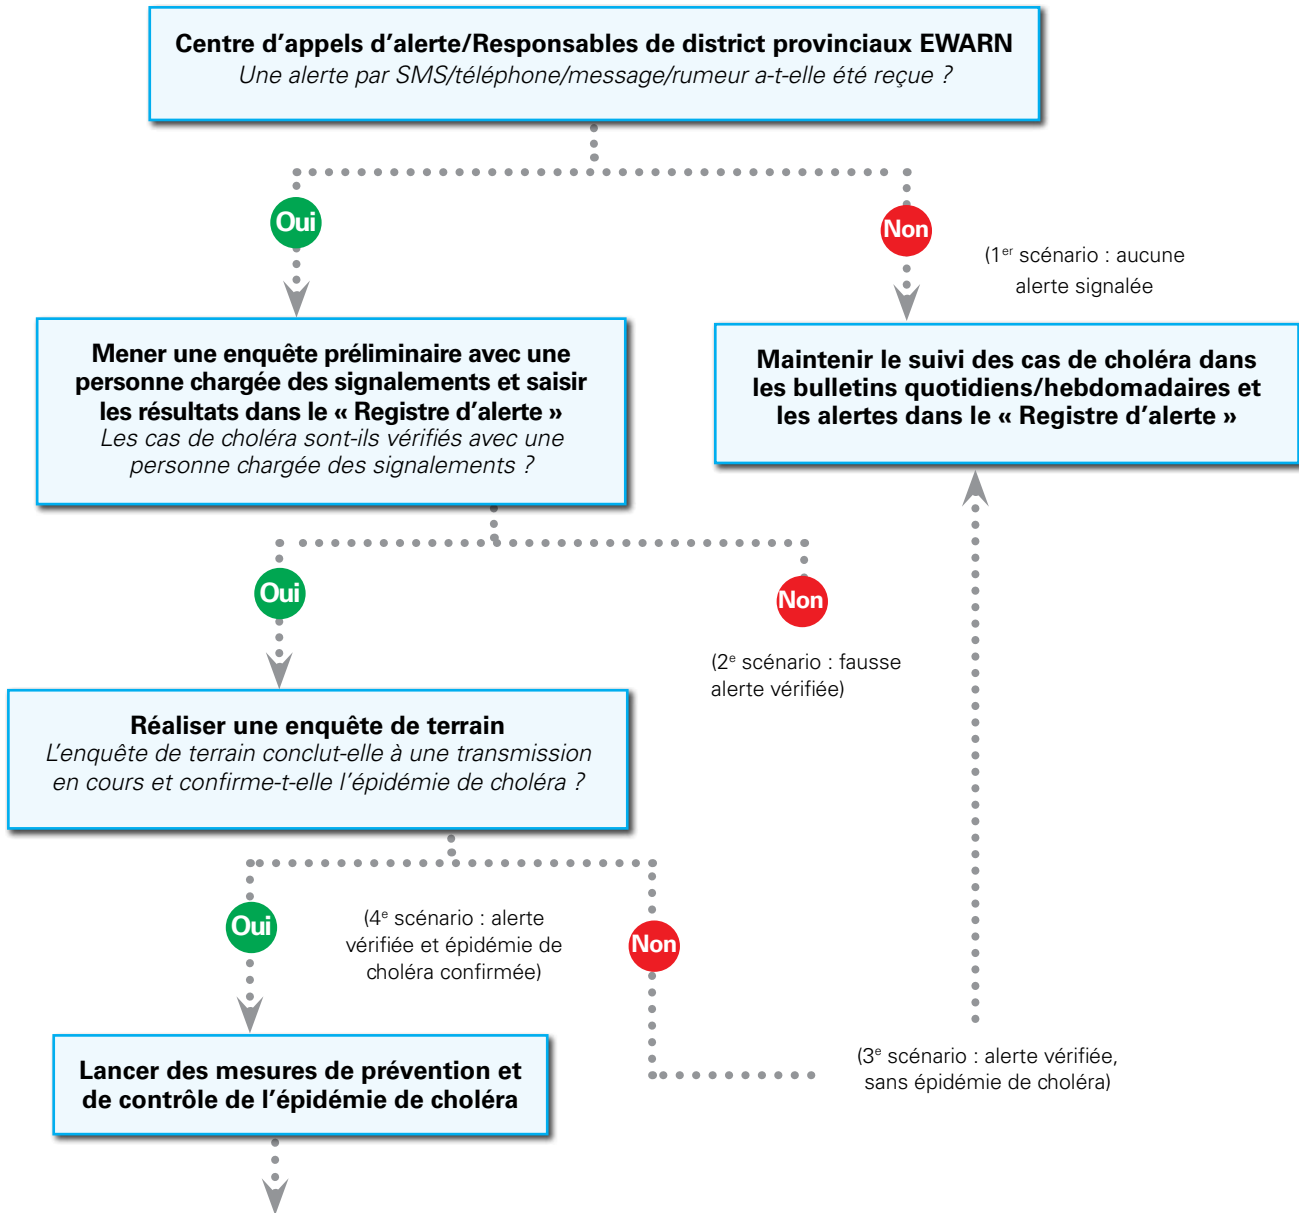 Centre d’appels d’alerte/Responsables de district provinciaux EWARN
Une alerte par SMS/téléphone/message/rumeur a-t-elle été reçue ?
Oui
Non
(1er scénario : aucune
alerte signalée
Mener une enquête préliminaire avec une
personne chargée des signalements et saisir
les résultats dans le « Registre d’alerte »
Les cas de choléra sont-ils vérifiés avec une
personne chargée des signalements ?
Maintenir le suivi des cas de choléra dans
les bulletins quotidiens/hebdomadaires et
les alertes dans le « Registre d’alerte »
Oui
Non
(2e scénario : fausse
alerte vérifiée)
Réaliser une enquête de terrain
L’enquête de terrain conclut-elle à une transmission
en cours et confirme-t-elle l’épidémie de choléra ?
Oui
(4e scénario : alerte
vérifiée et épidémie de
choléra confirmée)
Non
(3e scénario : alerte vérifiée,
sans épidémie de choléra)
Lancer des mesures de prévention et
de contrôle de l’épidémie de choléra